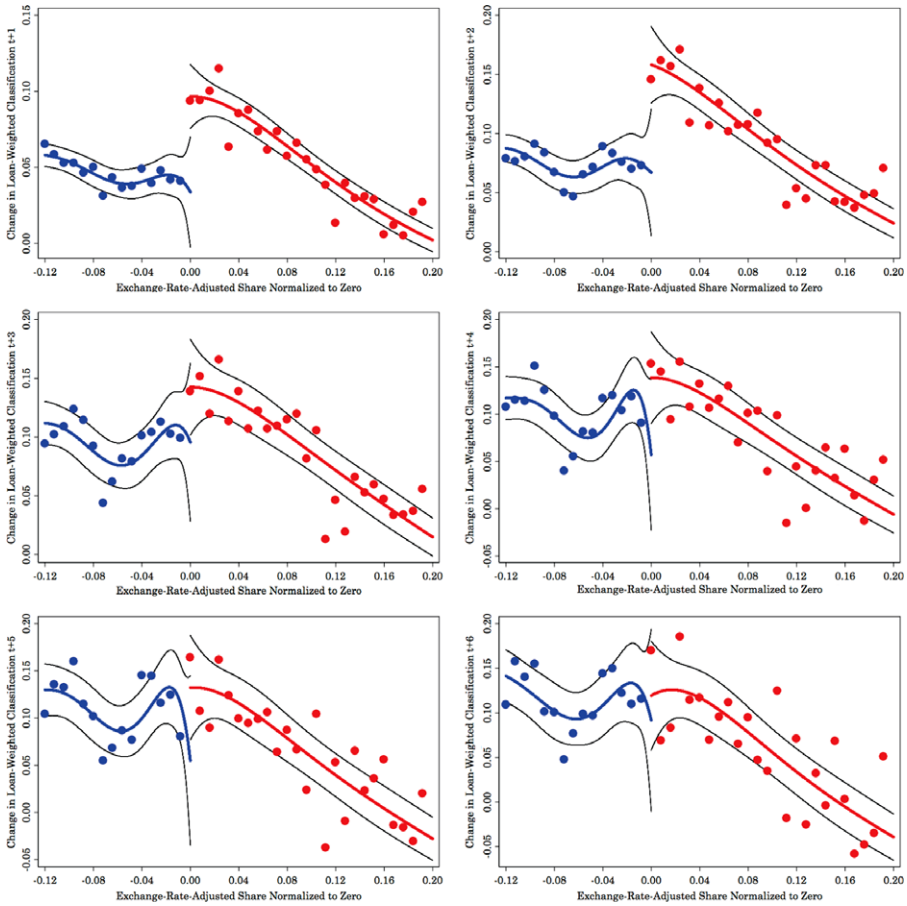 Change in Loan-Weighted Classification t+1
0.15
0.10
0.05
0.00
-0.12 -0.08 -0.04 0.00 0.04 0.08 0.12 0.16 0.20
Exchange-Rate-Adjusted Share Normalized to Zero
Change in Loan-Weighted Classification t+2
0.20
0.15
0.10
0.05
0.00
-0.12 -0.08 -0.04 0.00 0.04 0.08 0.12 0.16 0.20
Exchange-Rate-Adjusted Share Normalized to Zero
Change in Loan-Weighted Classification t+3
0.20
0.15
0.10
0.05
0.00
-0.12 -0.08 -0.04 0.00 0.04 0.08 0.12 0.16 0.20
Exchange-Rate-Adjusted Share Normalized to Zero
Change in Loan-Weighted Classification t+4
0.20
0.15
0.10
0.05
0.00
-0.05
-0.12 -0.08 -0.04 0.00 0.04 0.08 0.12 0.16 0.20
Exchange-Rate-Adjusted Share Normalized to Zero
Change in Loan-Weighted Classification t+5
0.20
0.15
0.10
0.05
0.00
-0.05
-0.12 -0.08 -0.04 0.00 0.04 0.08 0.12 0.16 0.20
Exchange-Rate-Adjusted Share Normalized to Zero
Change in Loan-Weighted Classification t+6
0.20
0.15
0.10
0.05
0.00
-0.05
-0.12 -0.08 -0.04 0.00 0.04 0.08 0.12 0.16 0.20
Exchange-Rate-Adjusted Share Normalized to Zero